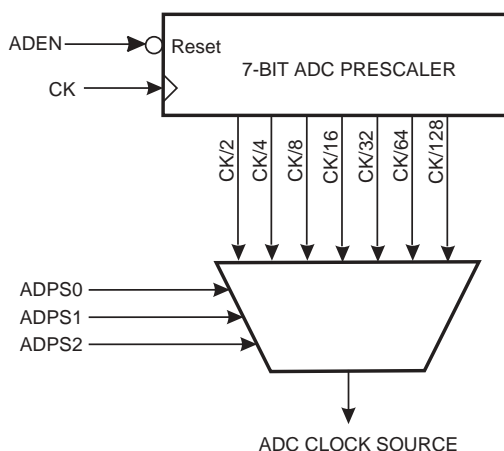 ADEN
Reset
7-BIT ADC PRESCALER
CK
CK/2
CK/4
CK/8
CK/16
CK/32
CK/64
CK/128
ADPS0
ADPS1
ADPS2
ADC CLOCK SOURCE